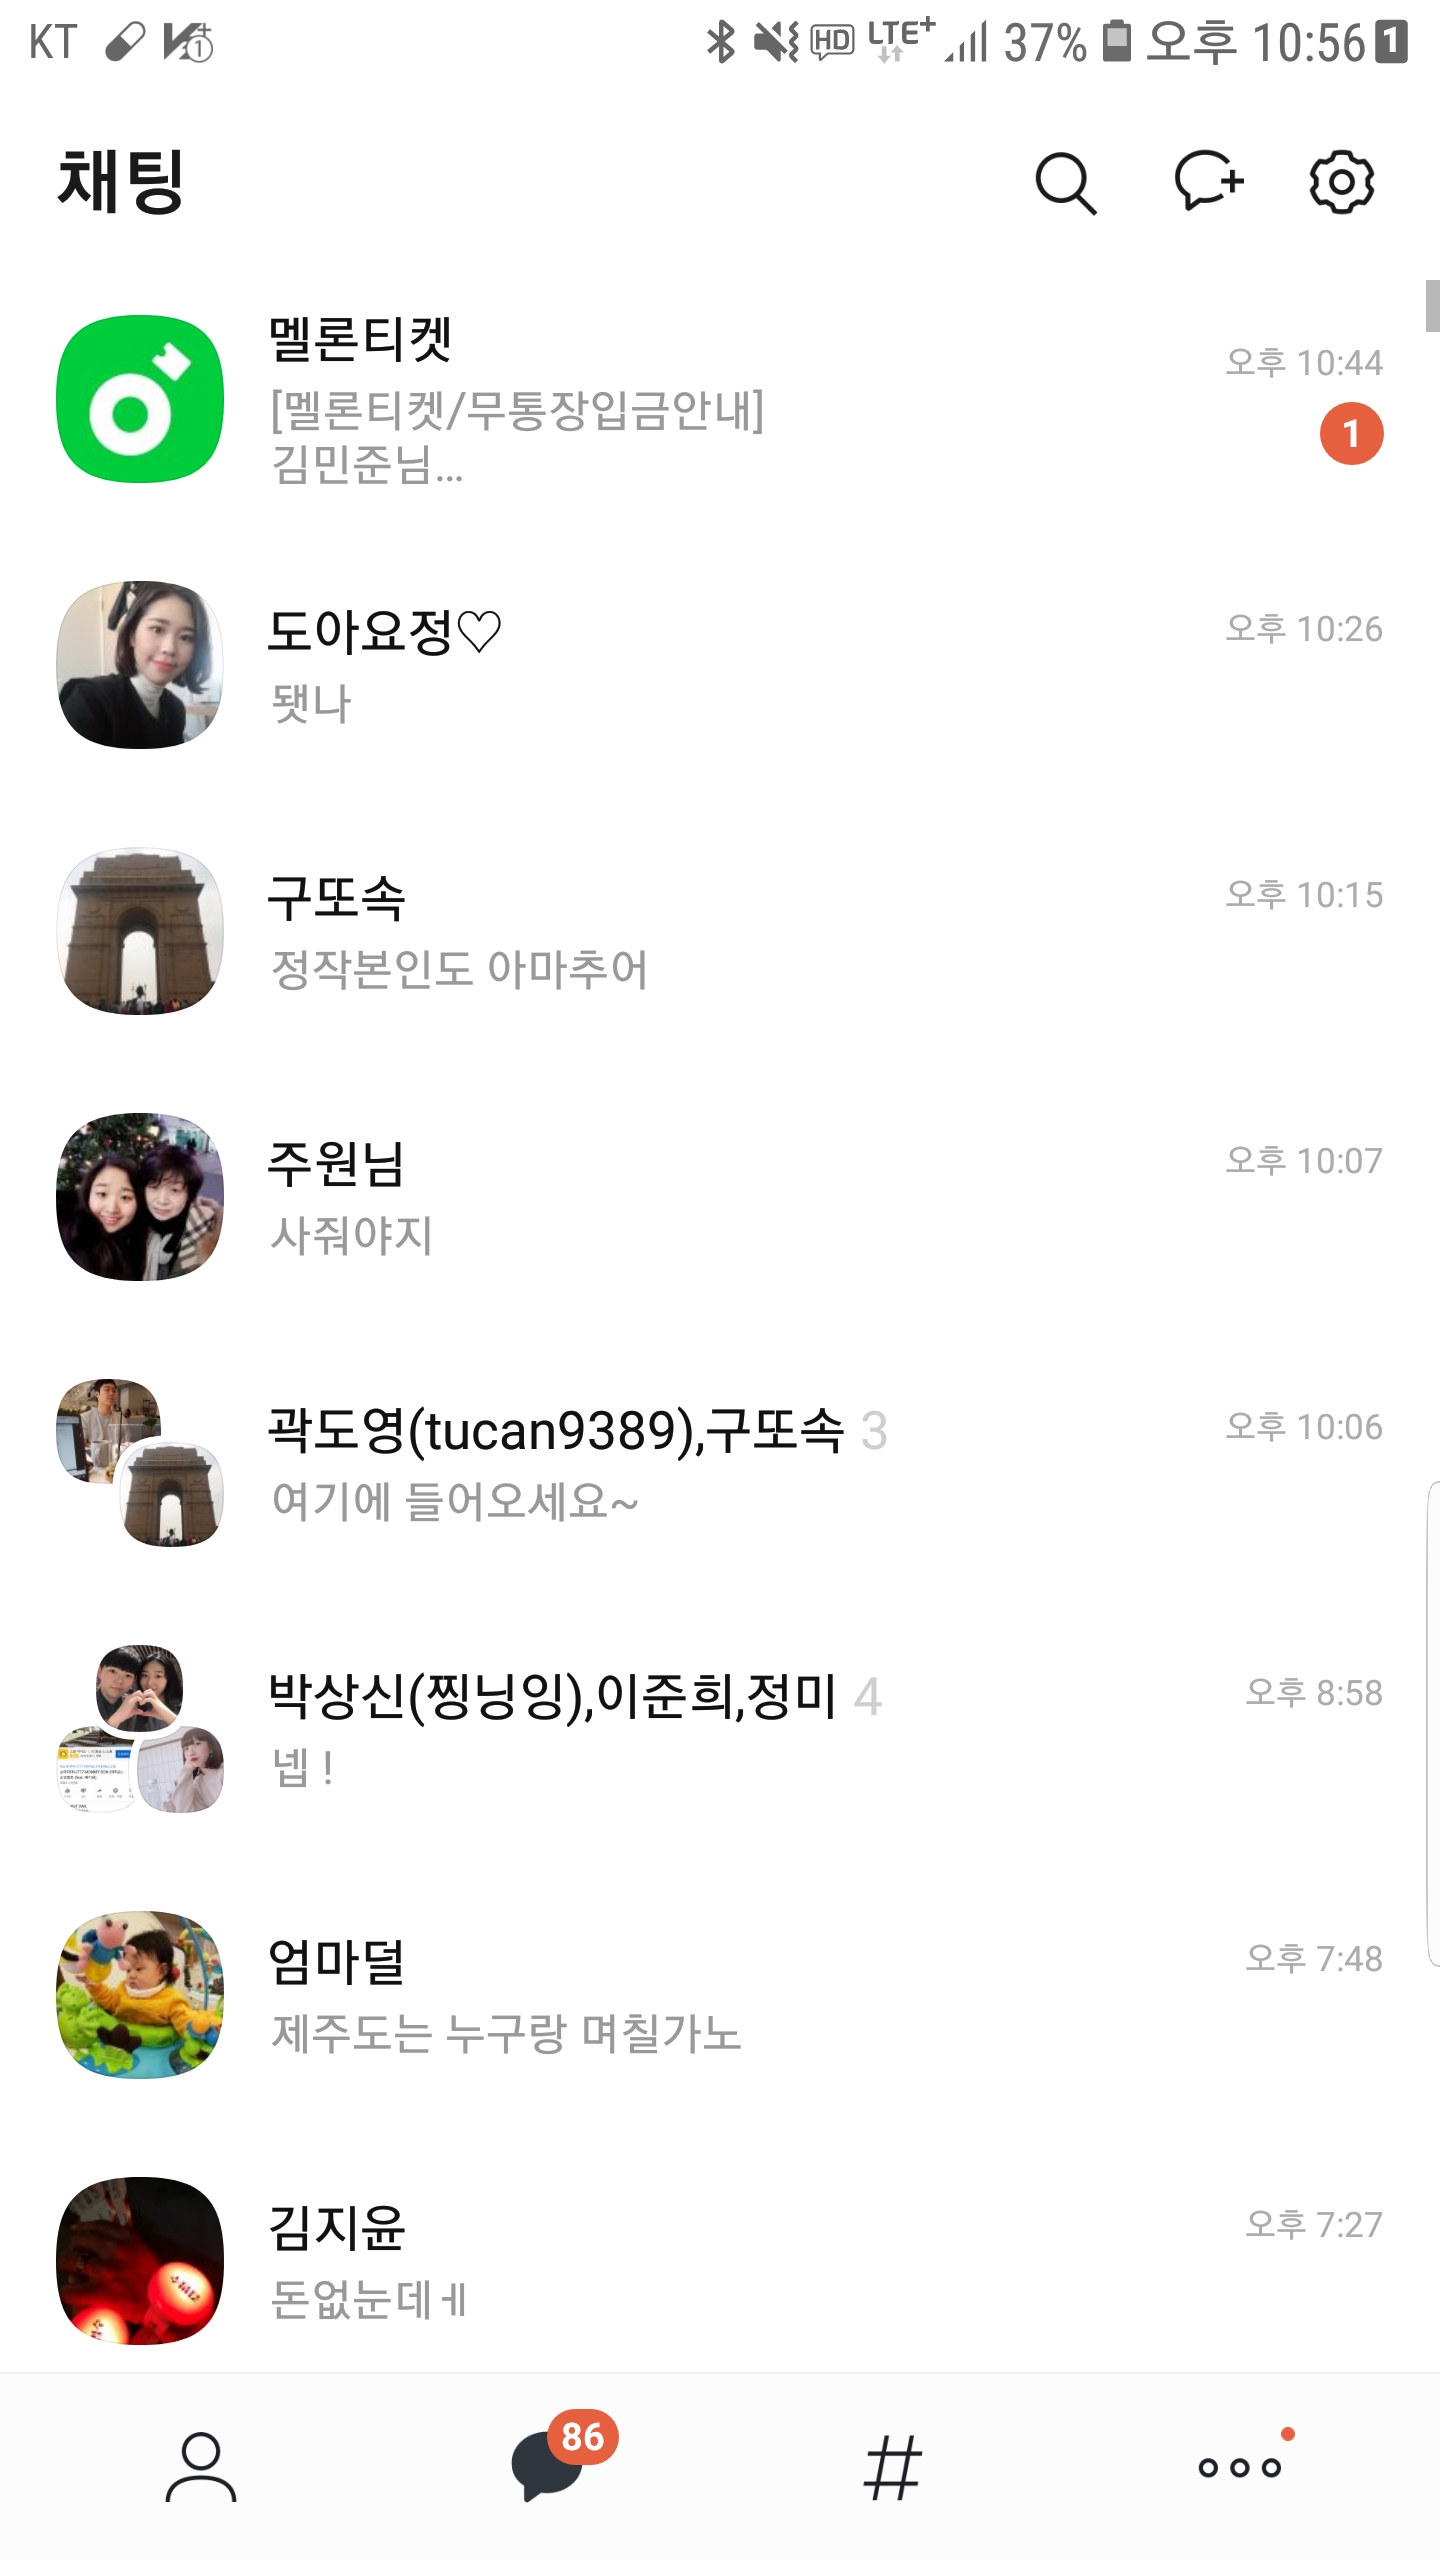 KT
HD LTE+ 37% 오후 10:56 1
채팅
멜론티켓
오후 10:44
[멜론티켓/무통장입금안내]
김민준님...
1
도아요정♡
오후 10:26
됏나
구또속
오후 10:15
정작본인도 아마추어
주원님
오후 10:07
사줘야지
곽도영(tucan9389),구또속 3
오후 10:06
여기에 들어오세요~
박상신(찡닝잉),이준희,정미 4
오후 8:58
넵 !
엄마덜
오후 7:48
제주도는 누구랑 며칠가노
김지윤
오후 7:27
돈없눈데ㅔ
86
#